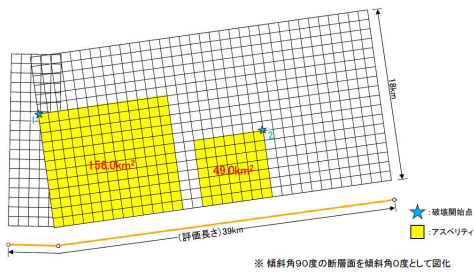 18km
1
2
156.0km²
49.0km²
(評価長さ)39km
:破壊開始点
:アスペリティ
※ 傾斜角90度の断層面を傾斜角0度として図化